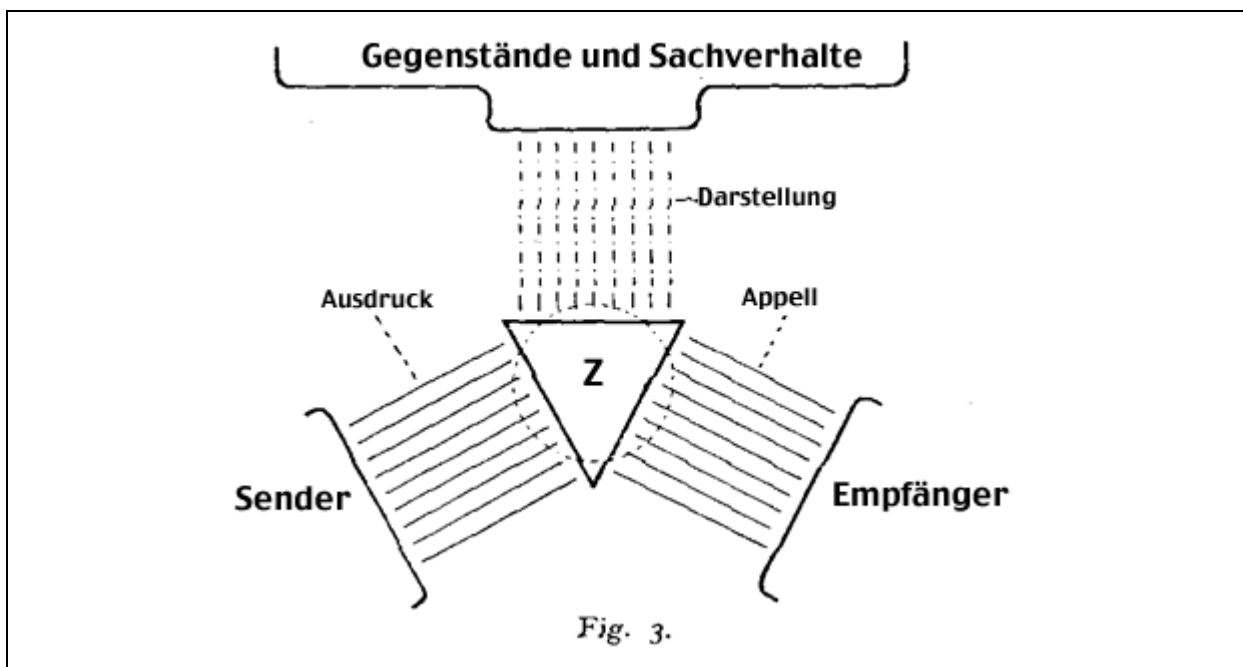 Gegenstände und Sachverhalte
Darstellung
Ausdruck
Appell
Z
Sender
Empfänger
Fig. 3.